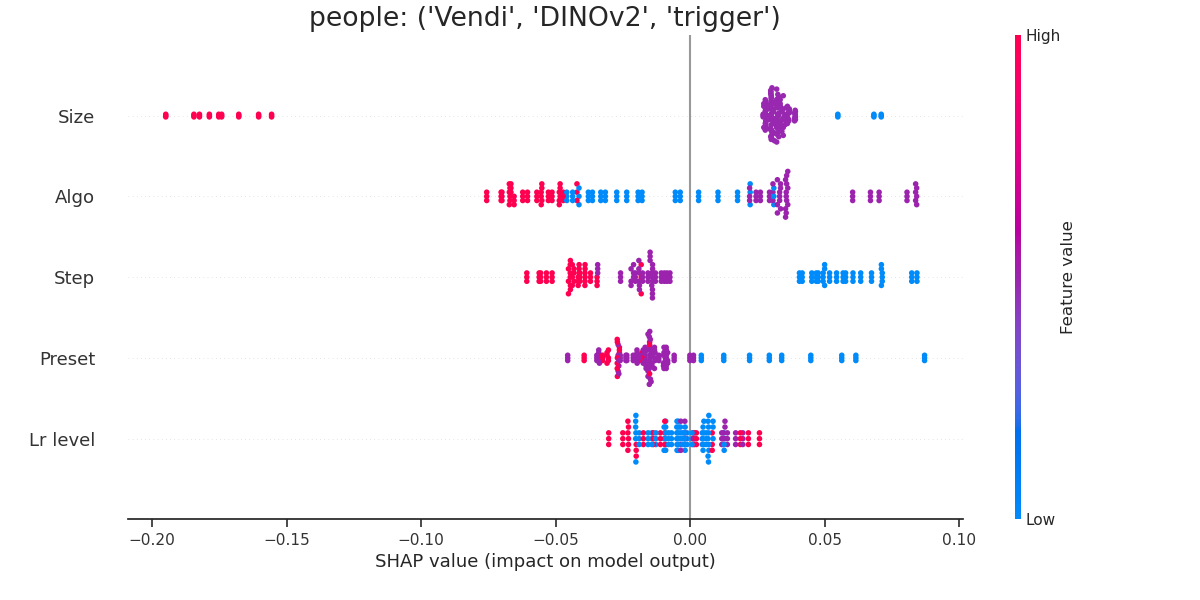 people: ('Vendi', 'DINOv2', 'trigger')
High
Size
Algo
Step
Preset
Lr level
Feature value
Low
−0.20 −0.15 −0.10 −0.05 0.00 0.05 0.10
SHAP value (impact on model output)